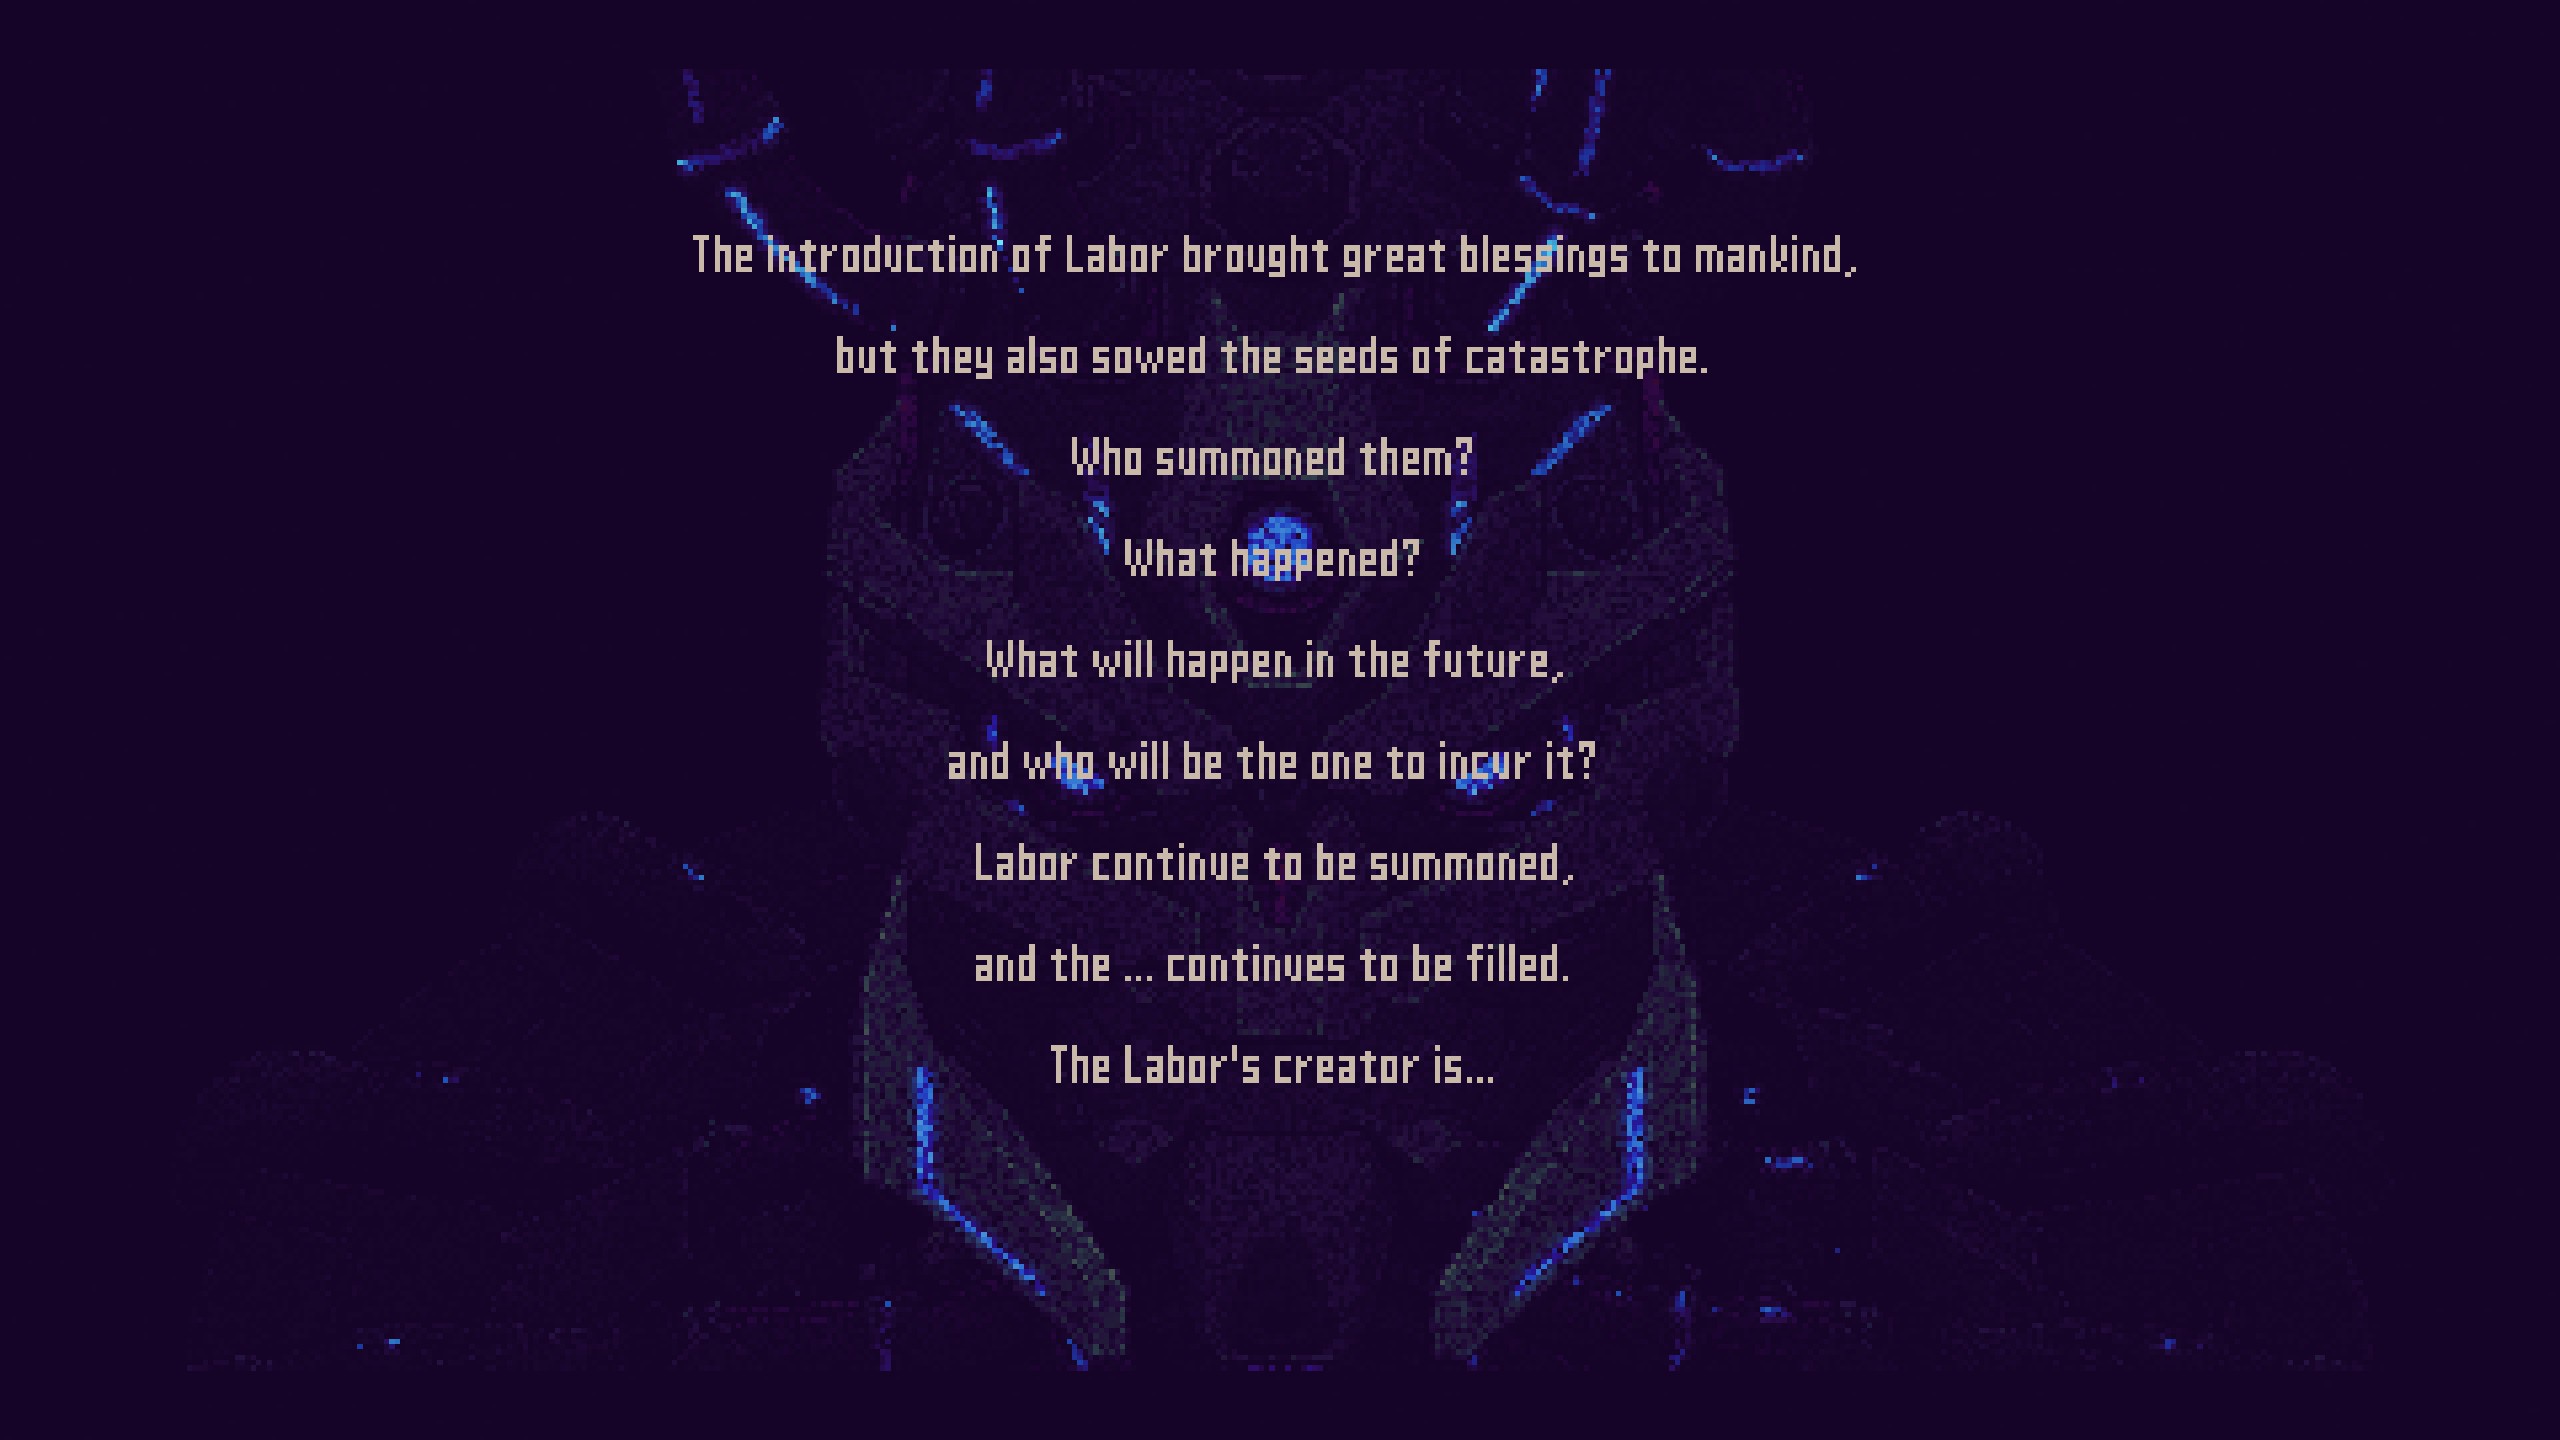 The introduction of Labor brought great blessings to mankind,
but they also sowed the seeds of catastrophe.
Who summoned them?
What happened?
What will happen in the future,
and who will be the one to incur it?
Labor continue to be summoned,
and the ... continues to be filled.
The Labor's creator is...